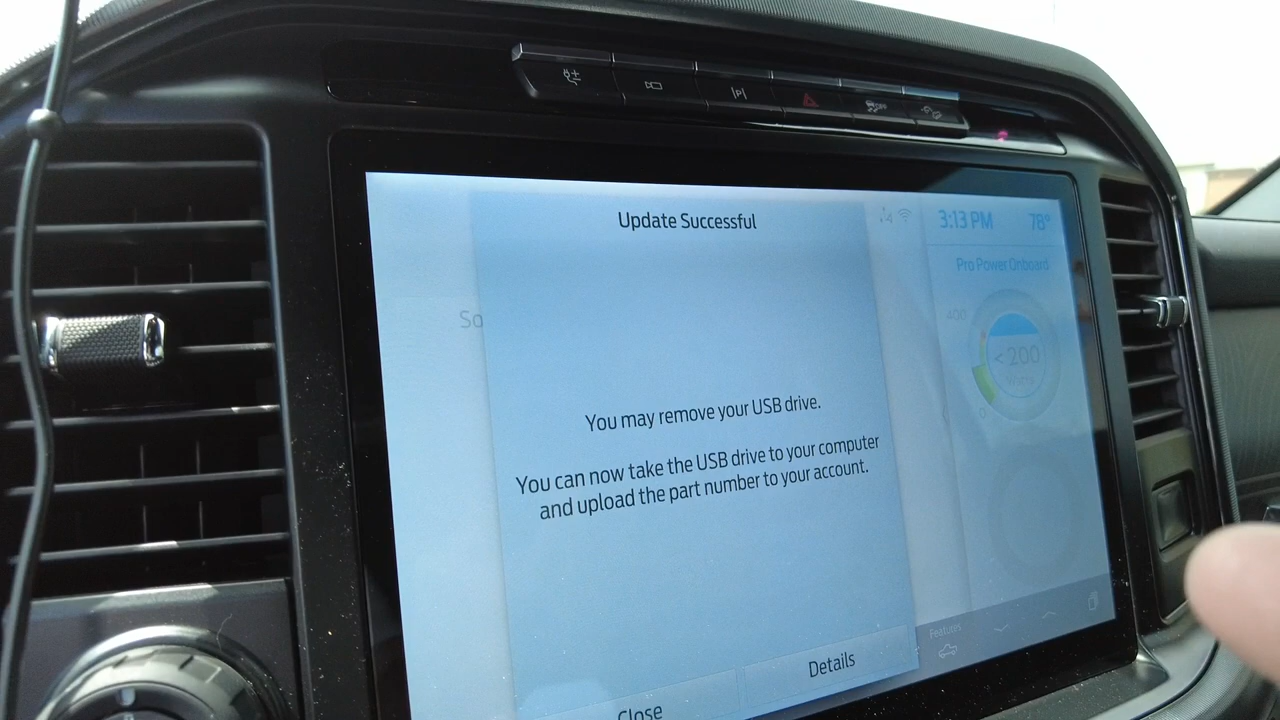 Update Successful
3:13 PM 78°
Pro Power Onboard
So
400
<200
Watts
0
You may remove your USB drive.
You can now take the USB drive to your computer
and upload the part number to your account.
Features
Details
Close